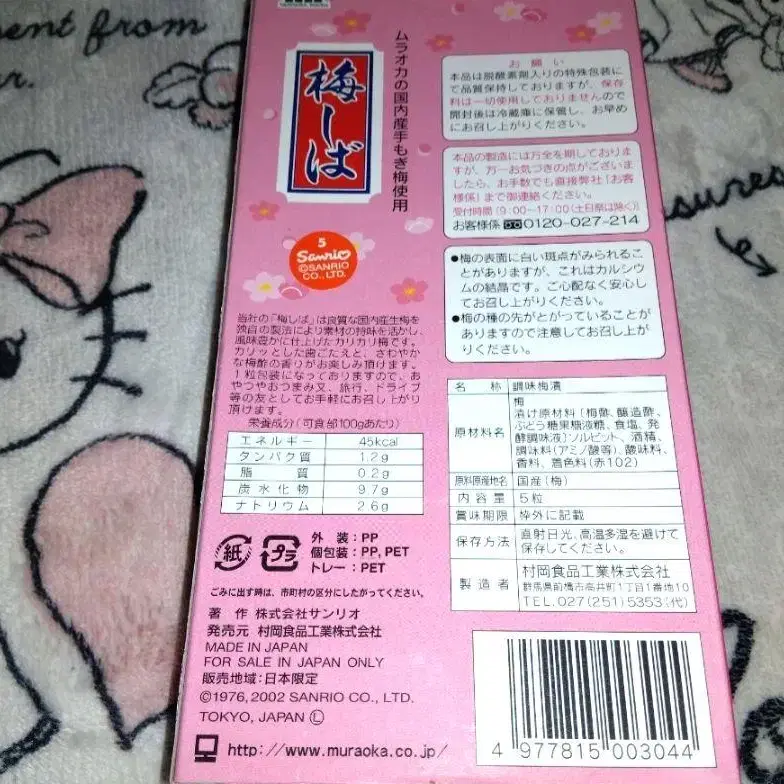 ment from
er.
ムラオカの国内産手もぎ梅使用
梅しば
5
Sanrio
©SANRIO
CO., LTD.
当社の「梅しば」は良質な国内産生梅を
独自の製法により素材の持味を活かし、
風味豊かに仕上げたカリカリ梅です。
カリッとした歯ごたえと、さわやか
な梅酢の香りがお楽しみ頂けます。
1粒包装になっておりますので、お
やつやおつまみ又、旅行、ドライブ
等の友としてお手軽にお召し上がり
頂けます。
栄養成分(可食部100gあたり)
エネルギー 45kcal
タンパク質 1.2g
脂質 0.2g
炭水化物 9.7g
ナトリウム 2.6g
紙
プラ
外装:PP
個包装:PP, PET
トレー:PET
ごみに出す時は、市町村の区分にしたがってください。
著作 株式会社サンリオ
発売元 村岡食品工業株式会社
MADE IN JAPAN
FOR SALE IN JAPAN ONLY
販売地域:日本限定
©1976, 2002 SANRIO CO., LTD.
TOKYO, JAPAN Ⓛ
http://www.muraoka.co.jp/
お願い
本品は脱酸素剤入りの特殊包装に
て品質保持しておりますが、保存
料は一切使用しておりませんので
開封後は冷蔵庫に保管し、お早め
にお召し上がりください。
本品の製造には万全を期しておりま
すが、万一お気づきの点がございま
したら、お手数でも直接弊社「お客
様係」まで御連絡ください。
受付時間(9:00~17:00(土日祭は除く))
お客様係 0120-027-214
●梅の表面に白い斑点がみられるこ
とがありますが、これはカルシウ
ムの結晶です。ご心配なく安心し
てお召し上がりください。
●梅の種の先がとがっていることが
ありますので注意してお召し上が
りください。
名称 調味梅漬
原材料名 梅
漬け原材料〔梅酢、醸造酢、
ぶどう糖果糖液糖、食塩、発
酵調味液〕ソルビット、酒精、
調味料(アミノ酸等)、酸味料、
香料、着色料(赤102)
原料原産地名 国産(梅)
内容量 5粒
賞味期限 枠外に記載
保存方法 直射日光、高温多湿を避けて
保存してください。
製造者 村岡食品工業株式会社
群馬県前橋市高井町1丁目1番地10
TEL.027(251)5353(代)
4 977815 003044